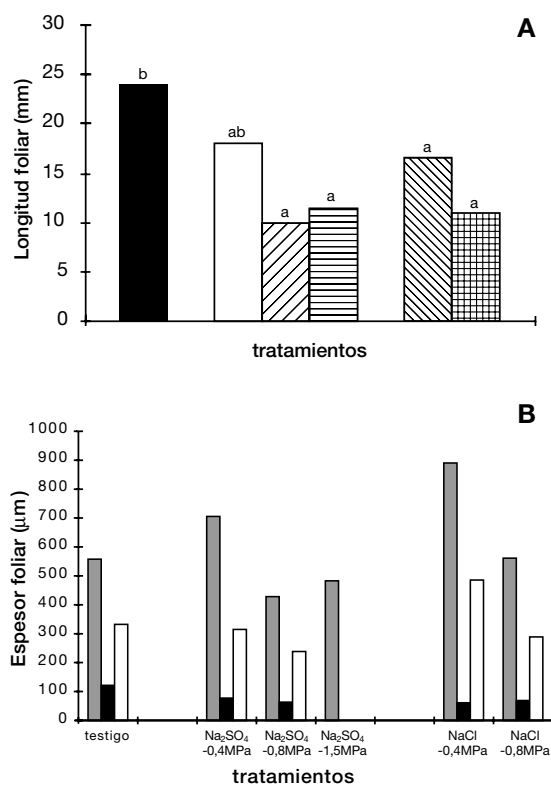 A
Longitud foliar (mm)
30
25
20
15
10
5
0
b
ab
a
a
a
a
tratamientos
B
Espesor foliar (µm)
1000
900
800
700
600
500
400
300
200
100
0
testigo
Na₂SO₄ -0,4MPa
Na₂SO₄ -0,8MPa
Na₂SO₄ -1,5MPa
NaCl -0,4MPa
NaCl -0,8MPa
tratamientos